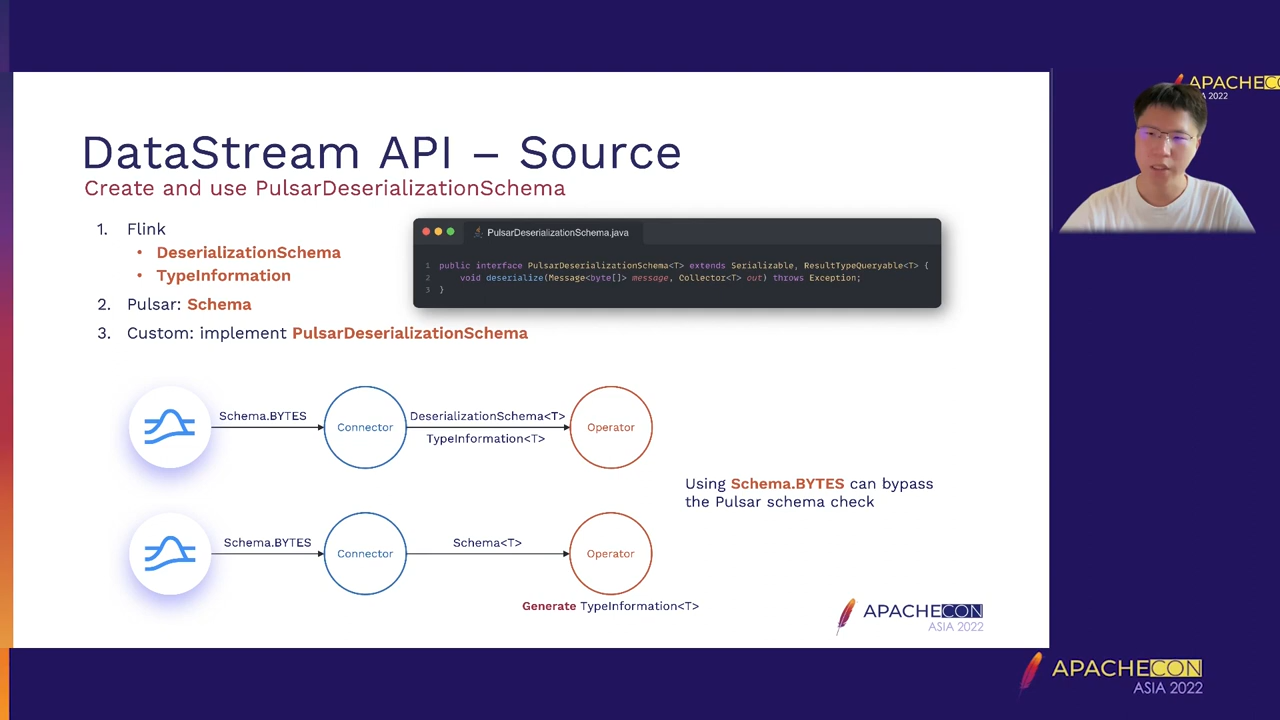 DataStream API – Source
Create and use PulsarDeserializationSchema
1. Flink
• DeserializationSchema
• TypeInformation
2. Pulsar: Schema
3. Custom: implement PulsarDeserializationSchema
PulsarDeserializationSchema.java
1 public interface PulsarDeserializationSchema<T> extends Serializable, ResultTypeQueryable<T> {
2 void deserialize(Message<byte[]> message, Collector<T> out) throws Exception;
3 }
Schema.BYTES
Connector
DeserializationSchema<T>
TypeInformation<T>
Operator
Using Schema.BYTES can bypass
the Pulsar schema check
Schema.BYTES
Connector
Schema<T>
Operator
Generate TypeInformation<T>
APACHECON
ASIA 2022
APACHECO
A 2022
APACHECON
ASIA 2022